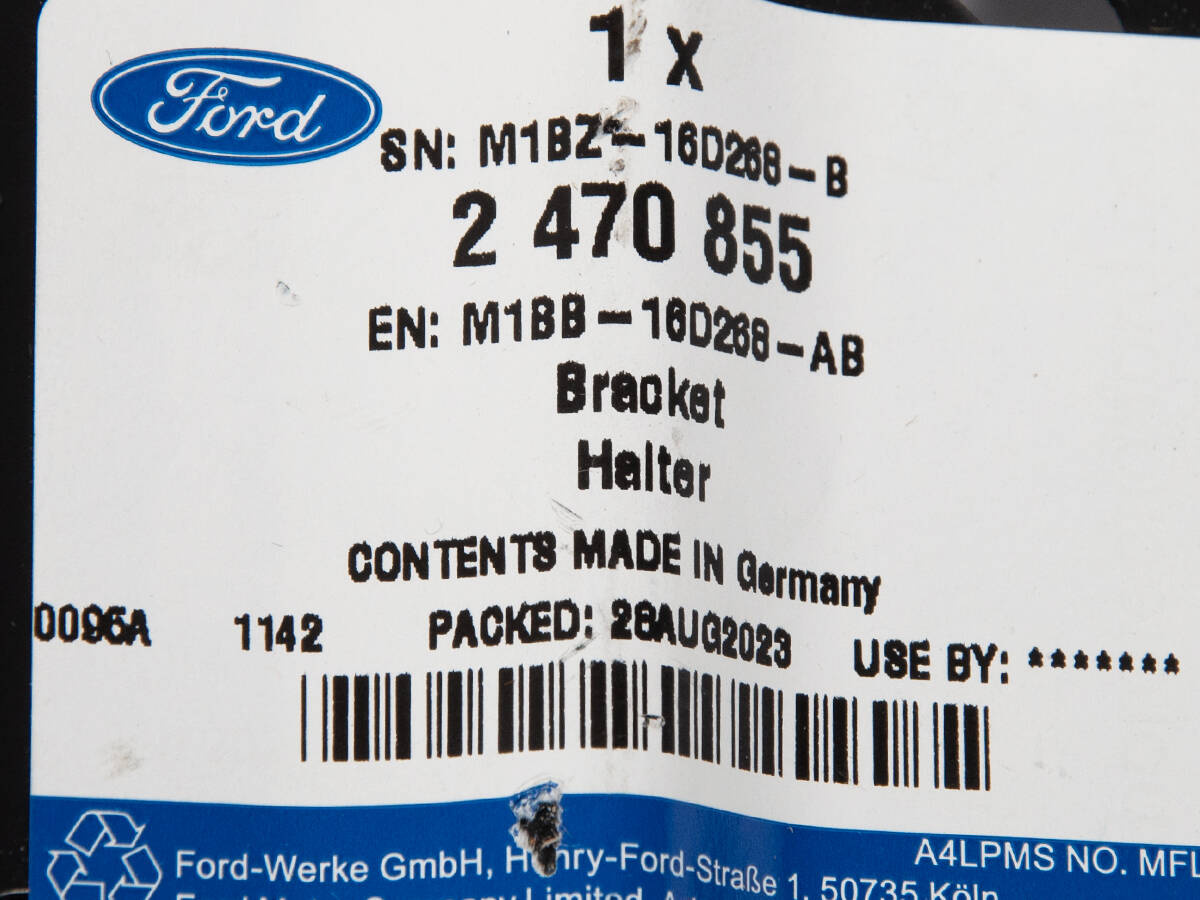 1 x
Ford
SN: M1BZ-16D268-B
2 470 855
EN: M1BB-16D268-AB
Bracket
Halter
CONTENTS MADE IN Germany
0096A 1142 PACKED: 28AUG2023 USE BY: *******
A4LPMS NO. MFL
Ford-Werke GmbH, Henry-Ford-Straße 1, 50735 Köln
Limited,